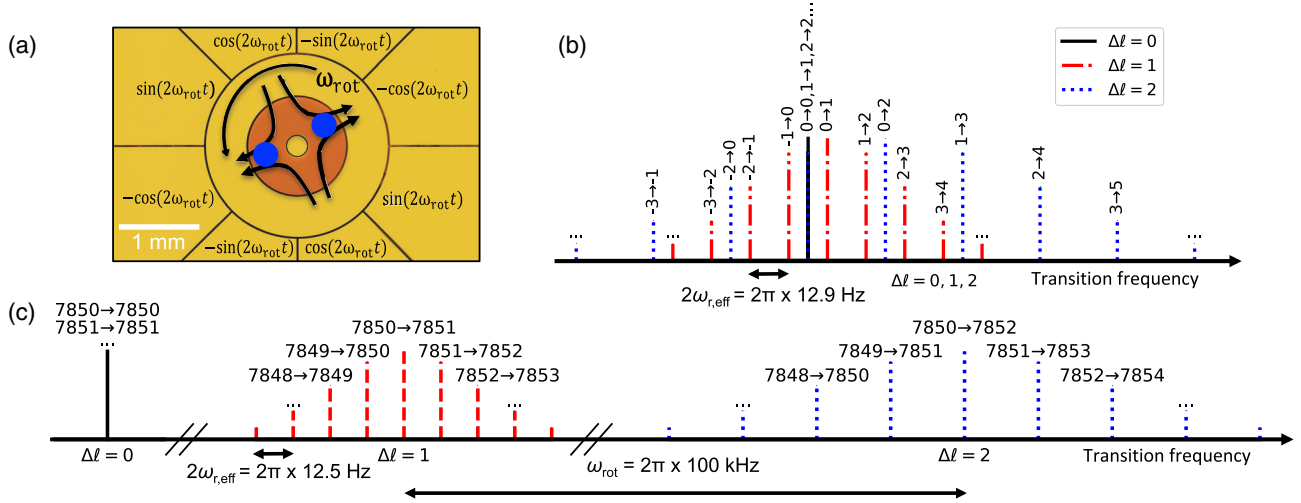 (a)
cos(2ω_rot t) −sin(2ω_rot t)
sin(2ω_rot t) ω_rot −cos(2ω_rot t)
−cos(2ω_rot t) sin(2ω_rot t)
1 mm
−sin(2ω_rot t) cos(2ω_rot t)
(b)
Δℓ = 0
Δℓ = 1
Δℓ = 2
...
-3→-1
...
-3→-2
-2→0
-2→-1
-1→0
0→0,1→1,2→2...
0→1
1→2
0→2
2→3
3→4
1→3
...
2→4
3→5
...
2ω_r,eff = 2π x 12.9 Hz
Δℓ = 0, 1, 2
Transition frequency
(c)
7850→7850
7851→7851
...
7850→7851
7849→7850 7851→7852
7848→7849 7852→7853
... ...
7850→7852
7849→7851 7851→7853
7848→7850 7852→7854
... ...
Δℓ = 0
Δℓ = 1
Δℓ = 2
Transition frequency
2ω_r,eff = 2π x 12.5 Hz
ω_rot = 2π x 100 kHz